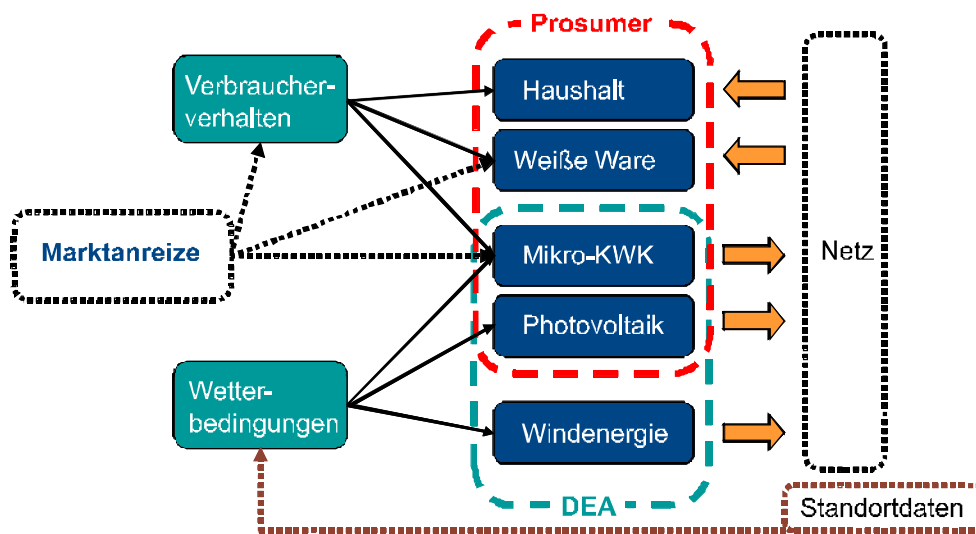 Prosumer
Verbraucher-
verhalten
Haushalt
Weiße Ware
Marktanreize
Mikro-KWK
Netz
Photovoltaik
Wetter-
bedingungen
Windenergie
DEA
Standortdaten